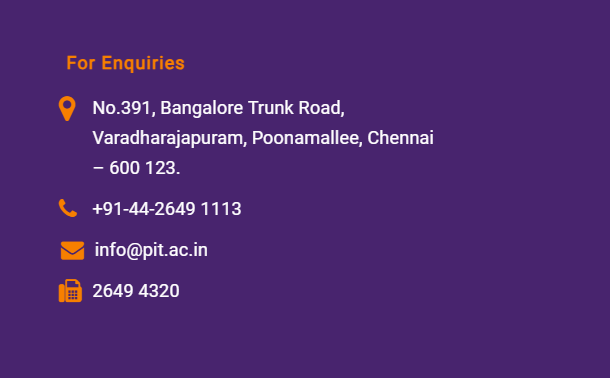 For Enquiries
No.391, Bangalore Trunk Road,
Varadharajapuram, Poonamallee, Chennai
– 600 123.
+91-44-2649 1113
info@pit.ac.in
2649 4320